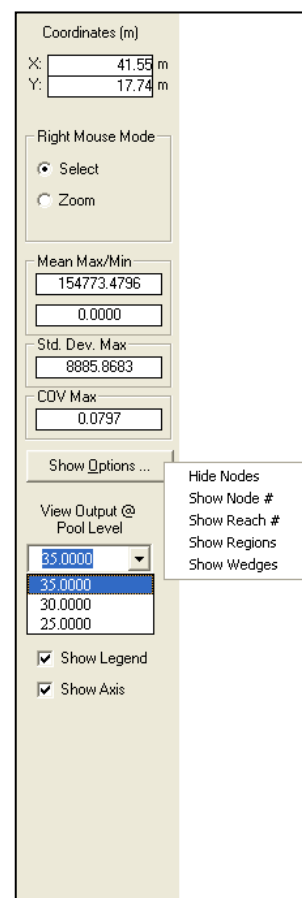 Coordinates (m)
X: 41.55 m
Y: 17.74 m
Right Mouse Mode
Select
Zoom
Mean Max/Min
154773.4796
0.0000
Std. Dev. Max
8885.8683
COV Max
0.0797
Show Options ...
Hide Nodes
Show Node #
Show Reach #
Show Regions
Show Wedges
View Output @
Pool Level
35.0000
35.0000
30.0000
25.0000
Show Legend
Show Axis